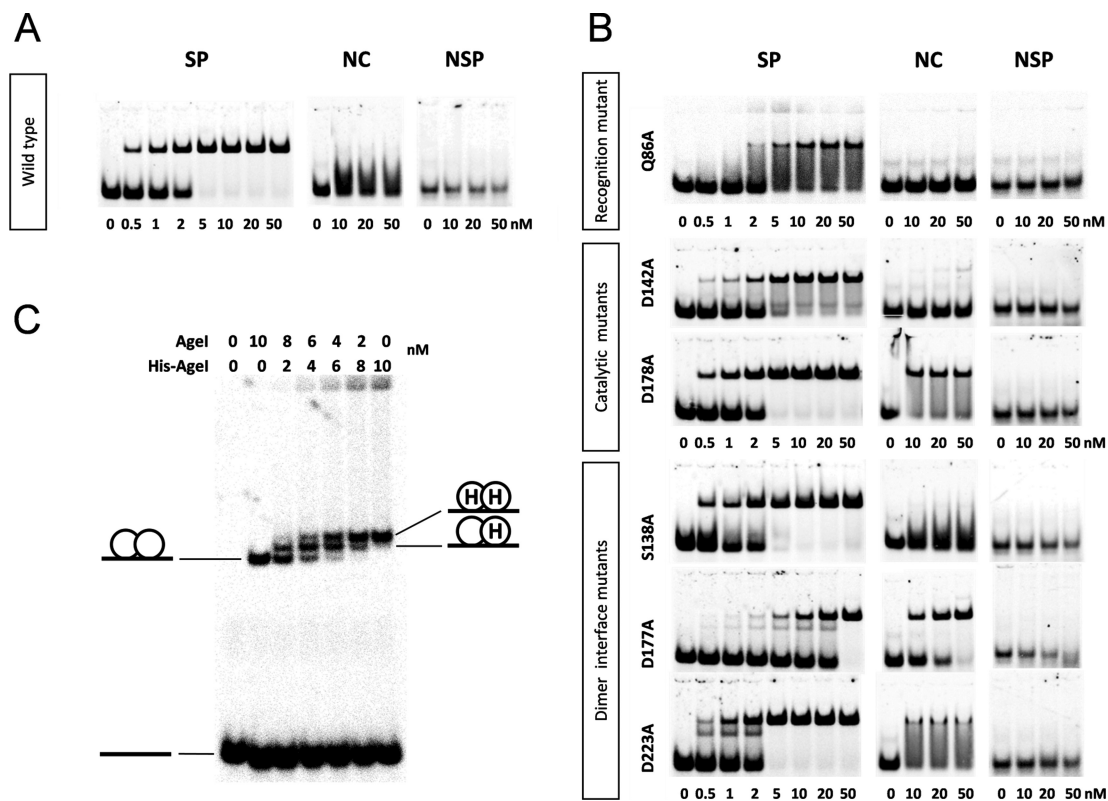 A
SP NC NSP
Wild type
0 0.5 1 2 5 10 20 50 0 10 20 50 0 10 20 50 nM
B
SP NC NSP
Recognition mutant
Q86A
0 0.5 1 2 5 10 20 50 0 10 20 50 0 10 20 50 nM
Catalytic mutants
D142A
D178A
0 0.5 1 2 5 10 20 50 0 10 20 50 0 10 20 50 nM
Dimer interface mutants
S138A
D177A
D223A
0 0.5 1 2 5 10 20 50 0 10 20 50 0 10 20 50 nM
C
AgeI 0 10 8 6 4 2 0
nM
His-AgeI 0 0 2 4 6 8 10
H H
H